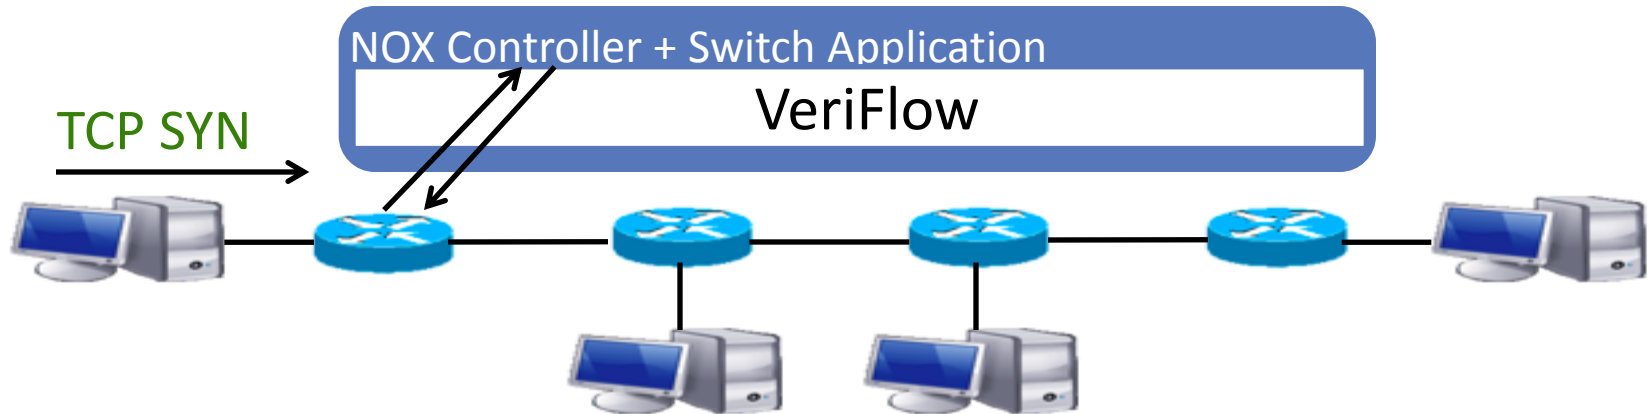 NOX Controller + Switch Application
VeriFlow
TCP SYN